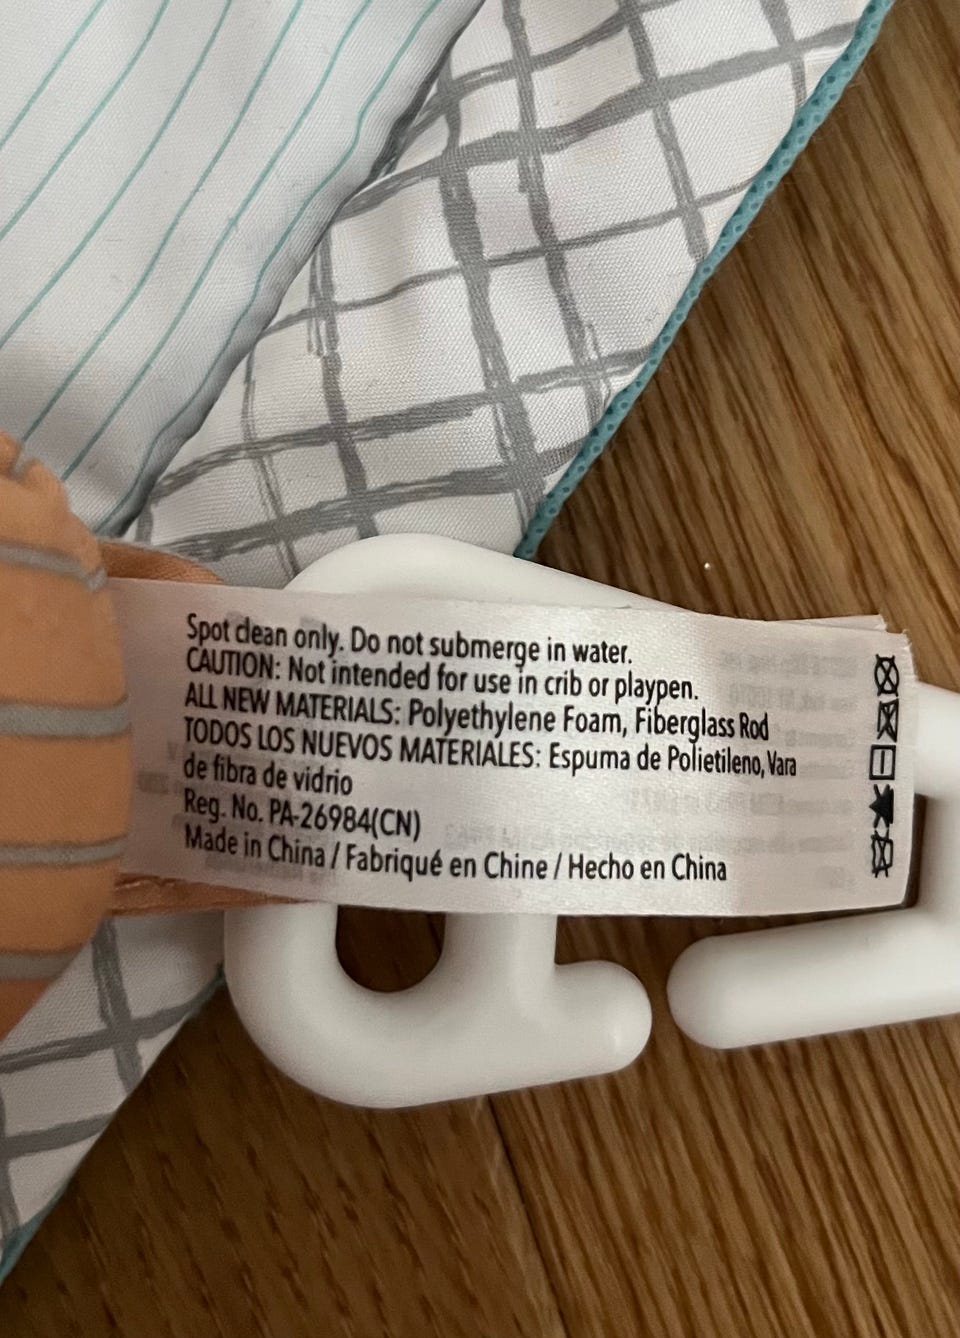 Spot clean only. Do not submerge in water.
CAUTION: Not intended for use in crib or playpen.
ALL NEW MATERIALS: Polyethylene Foam, Fiberglass Rod
TODOS LOS NUEVOS MATERIALES: Espuma de Polietileno, Vara
de fibra de vidrio
Reg. No. PA-26984(CN)
Made in China / Fabriqué en Chine / Hecho en China